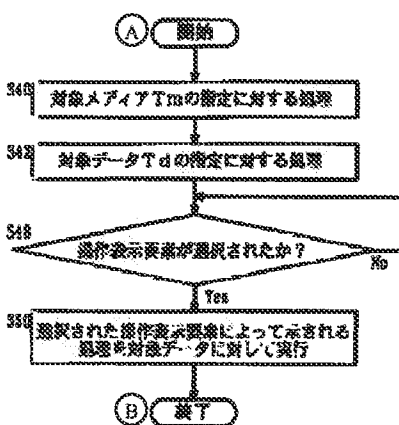 A 開始
S40
対象メディアTmの指定に対する処理
S42
対象データTdの指定に対する処理
S48
操作表示要素が選択されたか?
No
Yes
S50
選択された操作表示要素によって示される
処理を対象データに対して実行
B 終了